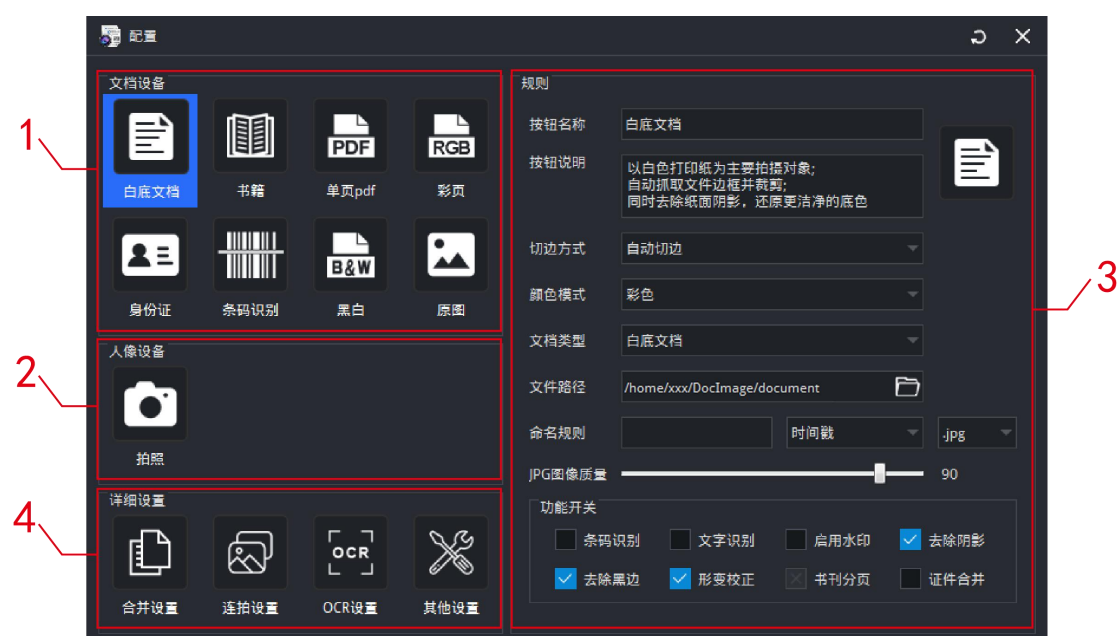 配置
1
文档设备
白底文档
书籍
PDF
单页pdf
RGB
彩页
身份证
条码识别
B&W
黑白
原图
2
人像设备
拍照
4
详细设置
合并设置
连拍设置
OCR
OCR设置
其他设置
3
规则
按钮名称
白底文档
按钮说明
以白色打印纸为主要拍摄对象;
自动抓取文件边框并裁剪;
同时去除纸面阴影，还原更洁净的底色
切边方式
自动切边
颜色模式
彩色
文档类型
白底文档
文件路径
/home/xxx/DocImage/document
命名规则
时间戳
.jpg
JPG图像质量
90
功能开关
条码识别
文字识别
启用水印
去除阴影
去除黑边
形变校正
书刊分页
证件合并